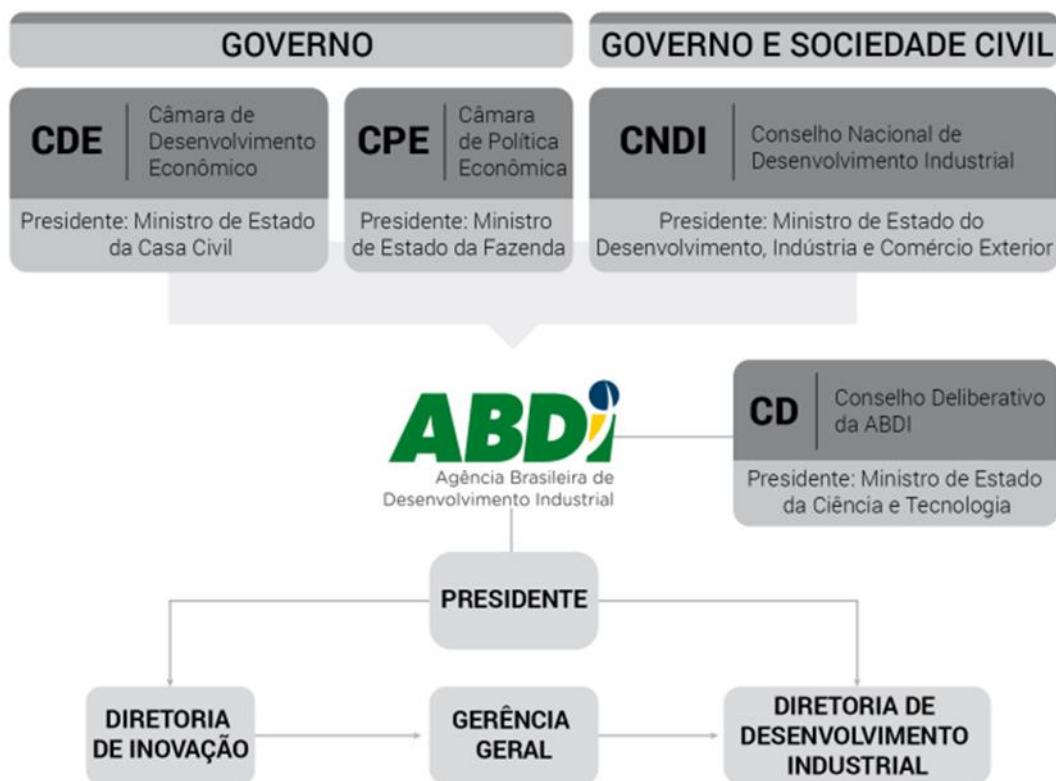 GOVERNO
GOVERNO E SOCIEDADE CIVIL
CDE
Câmara de
Desenvolvimento
Econômico
Presidente: Ministro de Estado
da Casa Civil
CPE
Câmara
de Política
Econômica
Presidente: Ministro
de Estado da Fazenda
CNDI
Conselho Nacional de
Desenvolvimento Industrial
Presidente: Ministro de Estado do
Desenvolvimento, Indústria e Comércio Exterior
ABDi
Agência Brasileira de
Desenvolvimento Industrial
CD
Conselho Deliberativo
da ABDI
Presidente: Ministro de Estado
da Ciência e Tecnologia
PRESIDENTE
DIRETORIA
DE INOVAÇÃO
GERÊNCIA
GERAL
DIRETORIA DE
DESENVOLVIMENTO
INDUSTRIAL